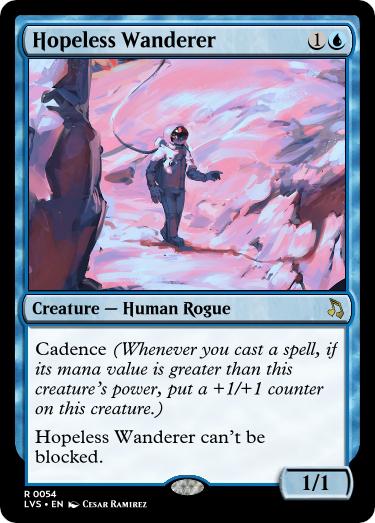 Hopeless Wanderer 1
Creature — Human Rogue
Cadence (Whenever you cast a spell, if
its mana value is greater than this
creature's power, put a +1/+1 counter
on this creature.)
Hopeless Wanderer can't be
blocked.
1/1
R 0054
LVS • EN Cesar Ramirez